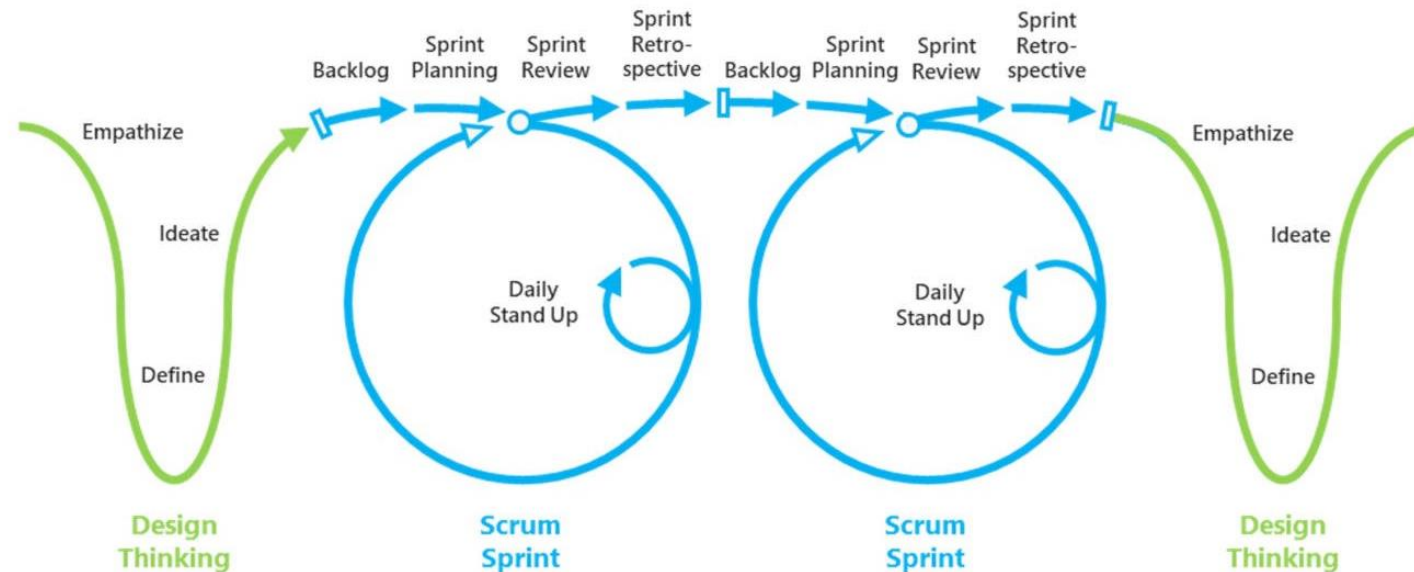 Empathize
Ideate
Define
Design
Thinking
Backlog
Sprint
Planning
Sprint
Review
Sprint
Retro-
spective
Daily
Stand Up
Scrum
Sprint
Backlog
Sprint
Planning
Sprint
Review
Sprint
Retro-
spective
Daily
Stand Up
Scrum
Sprint
Empathize
Ideate
Define
Design
Thinking